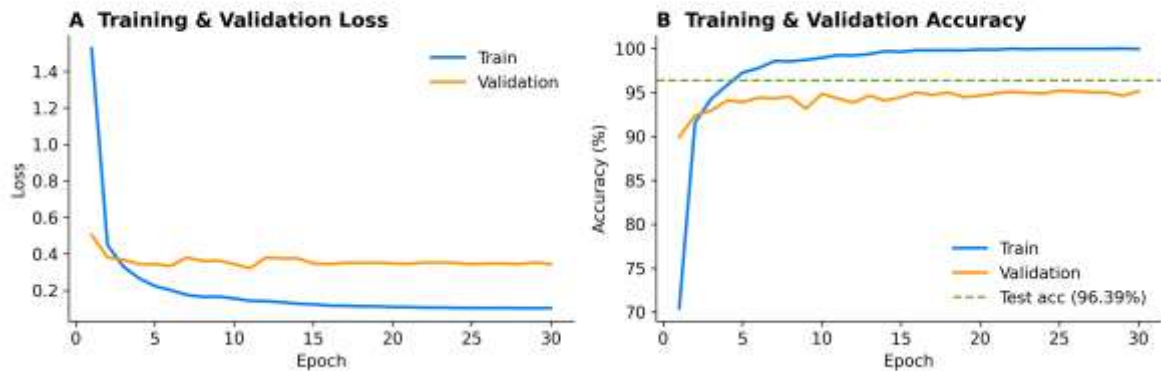 A Training & Validation Loss
Train
Validation
1.4
1.2
1.0
0.8
0.6
0.4
0.2
Loss
0 5 10 15 20 25 30
Epoch
B Training & Validation Accuracy
100
95
90
85
80
75
70
Accuracy (%)
Train
Validation
Test acc (96.39%)
0 5 10 15 20 25 30
Epoch